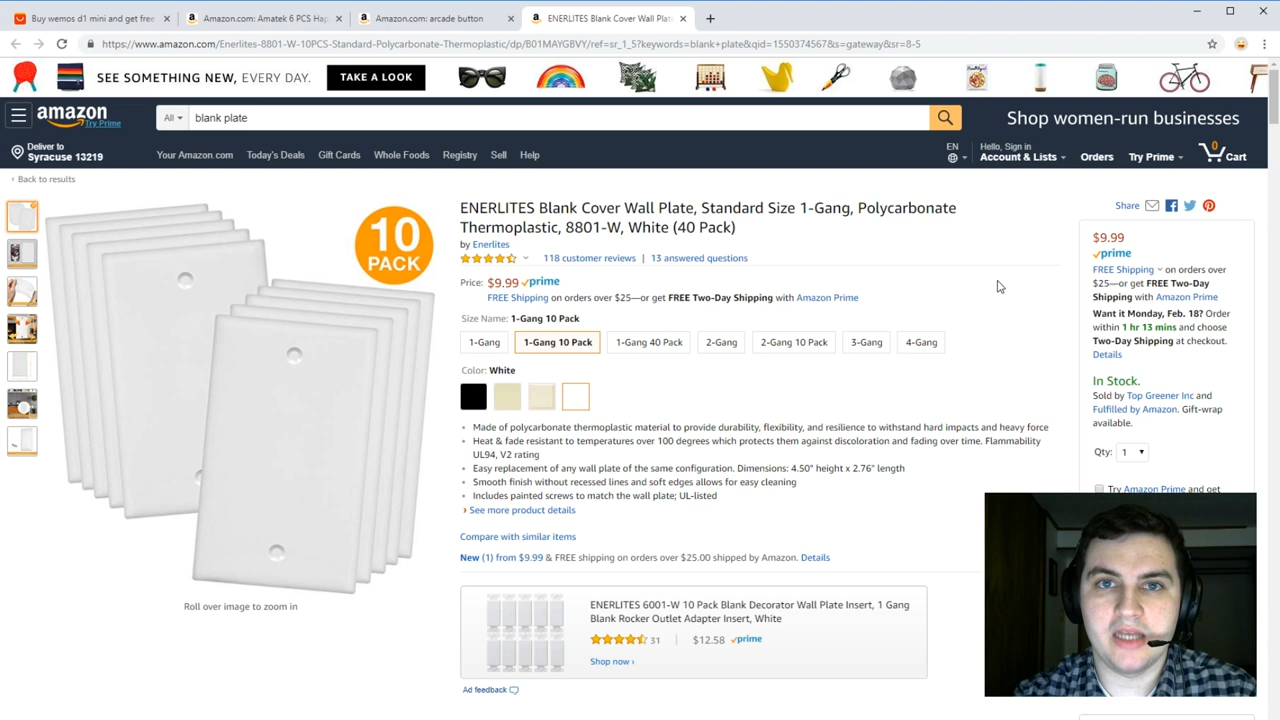 Buy wemos d1 mini and get free
Amazon.com: Amatek 6 PCS Hap
Amazon.com: arcade button
ENERLITES Blank Cover Wall Plat
https://www.amazon.com/Enerlites-8801-W-10PCS-Standard-Polycarbonate-Thermoplastic/dp/B01MAYGBVY/ref=sr_1_5?keywords=blank+plate&qid=1550374567&s=gateway&sr=8-5
SEE SOMETHING NEW, EVERY DAY.
TAKE A LOOK
amazon
Try Prime
All
blank plate
Shop women-run businesses
Deliver to
Syracuse 13219
Your Amazon.com
Today's Deals
Gift Cards
Whole Foods
Registry
Sell
Help
EN
Hello, Sign in
Account & Lists
Orders
Try Prime
0
Cart
‹ Back to results
10
PACK
ENERLITES Blank Cover Wall Plate, Standard Size 1-Gang, Polycarbonate
Thermoplastic, 8801-W, White (40 Pack)
by Enerlites
118 customer reviews | 13 answered questions
Price: $9.99 prime
FREE Shipping on orders over $25—or get FREE Two-Day Shipping with Amazon Prime
Size Name: 1-Gang 10 Pack
1-Gang
1-Gang 10 Pack
1-Gang 40 Pack
2-Gang
2-Gang 10 Pack
3-Gang
4-Gang
Color: White
Made of polycarbonate thermoplastic material to provide durability, flexibility, and resilience to withstand hard impacts and heavy force
Heat & fade resistant to temperatures over 100 degrees which protects them against discoloration and fading over time. Flammability
UL94, V2 rating
Easy replacement of any wall plate of the same configuration. Dimensions: 4.50" height x 2.76" length
Smooth finish without recessed lines and soft edges allows for easy cleaning
Includes painted screws to match the wall plate; UL-listed
› See more product details
Compare with similar items
New (1) from $9.99 & FREE shipping on orders over $25.00 shipped by Amazon. Details
Roll over image to zoom in
ENERLITES 6001-W 10 Pack Blank Decorator Wall Plate Insert, 1 Gang
Blank Rocker Outlet Adapter Insert, White
31 | $12.58 prime
Shop now ›
Ad feedback
Share
$9.99
prime
FREE Shipping on orders over
$25—or get FREE Two-Day
Shipping with Amazon Prime
Want it Monday, Feb. 18? Order
within 1 hr 13 mins and choose
Two-Day Shipping at checkout.
Details
In Stock.
Sold by Top Greener Inc and
Fulfilled by Amazon. Gift-wrap
available.
Qty: 1
Try Amazon Prime and get